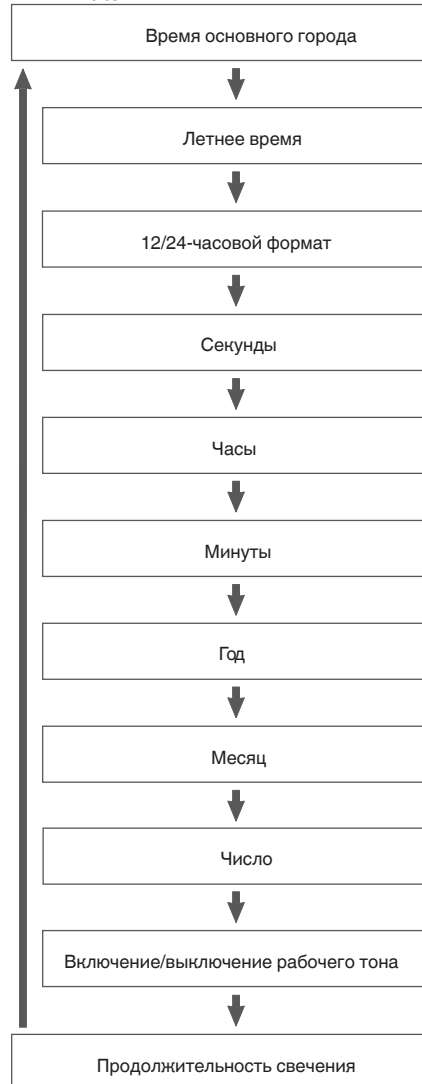 Время основного города
Летнее время
12/24-часовой формат
Секунды
Часы
Минуты
Год
Месяц
Число
Включение/выключение рабочего тона
Продолжительность свечения